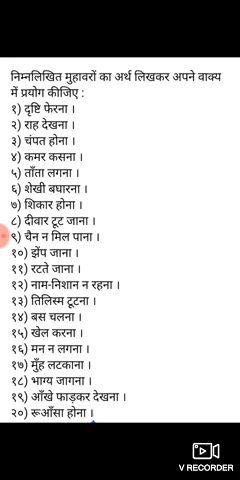 निम्नलिखित मुहावरों का अर्थ लिखकर अपने वाक्य
में प्रयोग कीजिए :
१) दृष्टि फेरना ।
२) राह देखना ।
३) चंपत होना ।
४) कमर कसना ।
५) ताँता लगना ।
६) शेखी बघारना ।
७) शिकार होना ।
८) दीवार टूट जाना ।
९) चैन न मिल पाना ।
१०) झेंप जाना ।
११) रटते जाना ।
१२) नाम-निशान न रहना ।
१३) तिलिस्म टूटना ।
१४) बस चलना ।
१५) खेल करना ।
१६) मन न लगना ।
१७) मुँह लटकाना ।
१८) भाग्य जागना ।
१९) आँखे फाड़कर देखना ।
२०) रूआँसा होना ।
V RECORDER